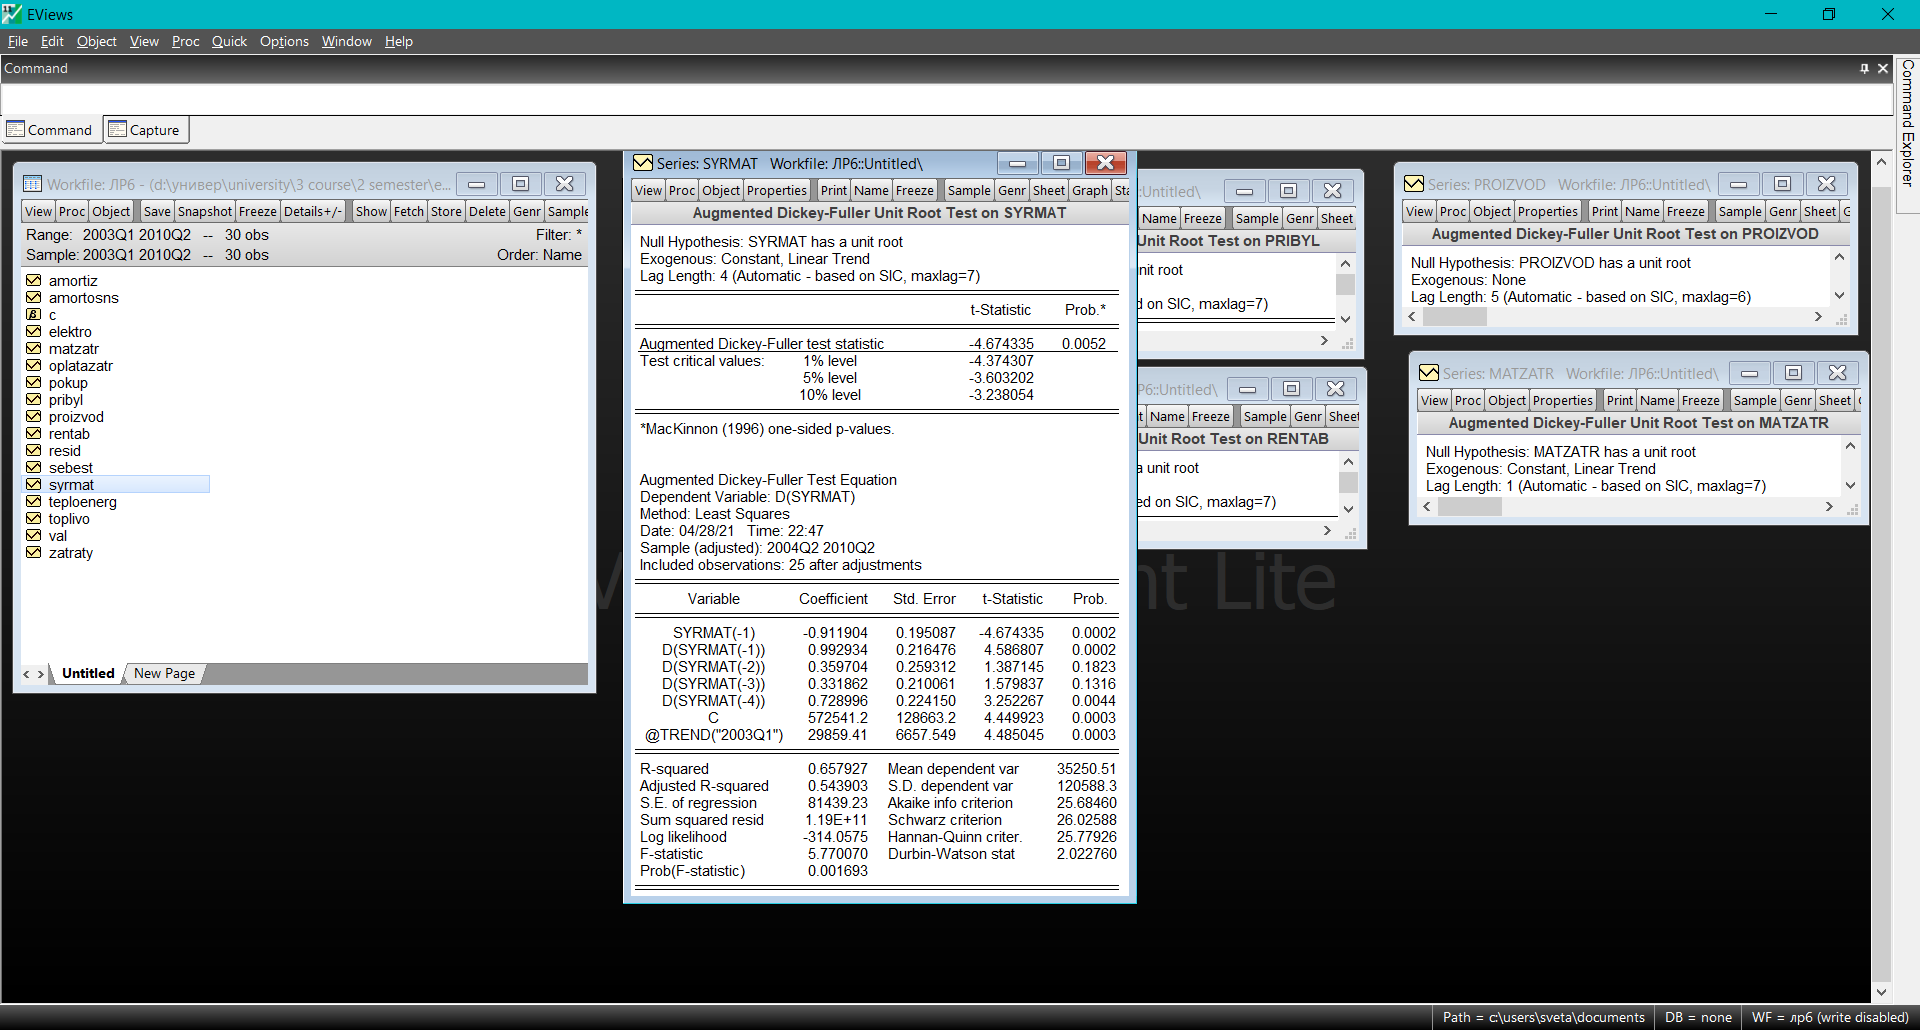 EViews
File Edit Object View Proc Quick Options Window Help
Command
Command Capture
Command Explorer
Workfile: ЛР6 - (d:\универ\university\3 course\2 semester\e...
View Proc Object Save Snapshot Freeze Details+/- Show Fetch Store Delete Genr Sample
Range: 2003Q1 2010Q2 -- 30 obs Filter: *
Sample: 2003Q1 2010Q2 -- 30 obs Order: Name
amortiz
amortosns
c
elektro
matzatr
oplatazatr
pokup
pribyl
proizvod
rentab
resid
sebest
syrmat
teploenerg
toplivo
val
zatraty
Untitled New Page
Series: SYRMAT Workfile: ЛР6::Untitled\
View Proc Object Properties Print Name Freeze Sample Genr Sheet Graph Sta
Augmented Dickey-Fuller Unit Root Test on SYRMAT
Null Hypothesis: SYRMAT has a unit root
Exogenous: Constant, Linear Trend
Lag Length: 4 (Automatic - based on SIC, maxlag=7)
t-Statistic Prob.*
Augmented Dickey-Fuller test statistic -4.674335 0.0052
Test critical values: 1% level -4.374307
5% level -3.603202
10% level -3.238054
*MacKinnon (1996) one-sided p-values.
Augmented Dickey-Fuller Test Equation
Dependent Variable: D(SYRMAT)
Method: Least Squares
Date: 04/28/21 Time: 22:47
Sample (adjusted): 2004Q2 2010Q2
Included observations: 25 after adjustments
Variable Coefficient Std. Error t-Statistic Prob.
SYRMAT(-1) -0.911904 0.195087 -4.674335 0.0002
D(SYRMAT(-1)) 0.992934 0.216476 4.586807 0.0002
D(SYRMAT(-2)) 0.359704 0.259312 1.387145 0.1823
D(SYRMAT(-3)) 0.331862 0.210061 1.579837 0.1316
D(SYRMAT(-4)) 0.728996 0.224150 3.252267 0.0044
C 572541.2 128663.2 4.449923 0.0003
@TREND("2003Q1") 29859.41 6657.549 4.485045 0.0003
R-squared 0.657927 Mean dependent var 35250.51
Adjusted R-squared 0.543903 S.D. dependent var 120588.3
S.E. of regression 81439.23 Akaike info criterion 25.68460
Sum squared resid 1.19E+11 Schwarz criterion 26.02588
Log likelihood -314.0575 Hannan-Quinn criter. 25.77926
F-statistic 5.770070 Durbin-Watson stat 2.022760
Prob(F-statistic) 0.001693
Untitled\
Name Freeze Sample Genr Sheet
Unit Root Test on PRIBYL
nit root
d on SIC, maxlag=7)
Р6::Untitled\
t Name Freeze Sample Genr Sheet
Unit Root Test on RENTAB
a unit root
ed on SIC, maxlag=7)
nt Lite
Series: PROIZVOD Workfile: ЛР6::Untitled\
View Proc Object Properties Print Name Freeze Sample Genr Sheet G
Augmented Dickey-Fuller Unit Root Test on PROIZVOD
Null Hypothesis: PROIZVOD has a unit root
Exogenous: None
Lag Length: 5 (Automatic - based on SIC, maxlag=6)
Series: MATZATR Workfile: ЛР6::Untitled\
View Proc Object Properties Print Name Freeze Sample Genr Sheet
Augmented Dickey-Fuller Unit Root Test on MATZATR
Null Hypothesis: MATZATR has a unit root
Exogenous: Constant, Linear Trend
Lag Length: 1 (Automatic - based on SIC, maxlag=7)
Path = c:\users\sveta\documents DB = none WF = лр6 (write disabled)